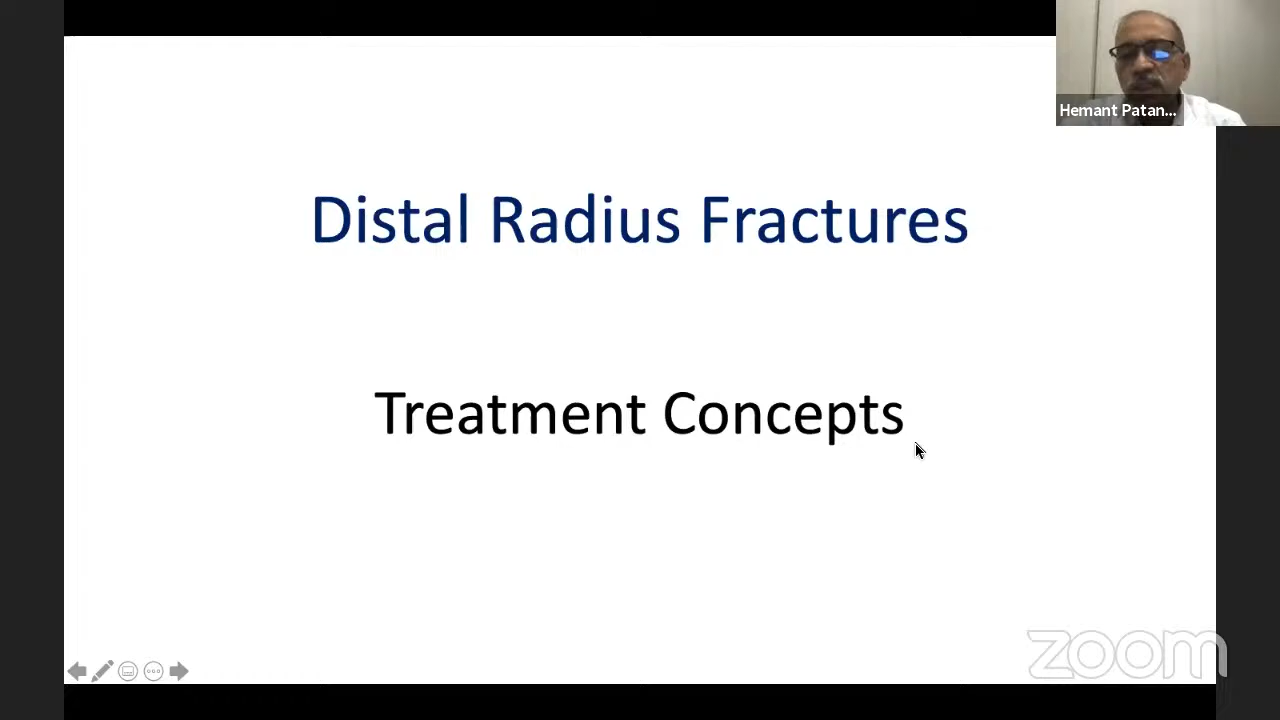 Hemant Patan...
Distal Radius Fractures
Treatment Concepts
zoom